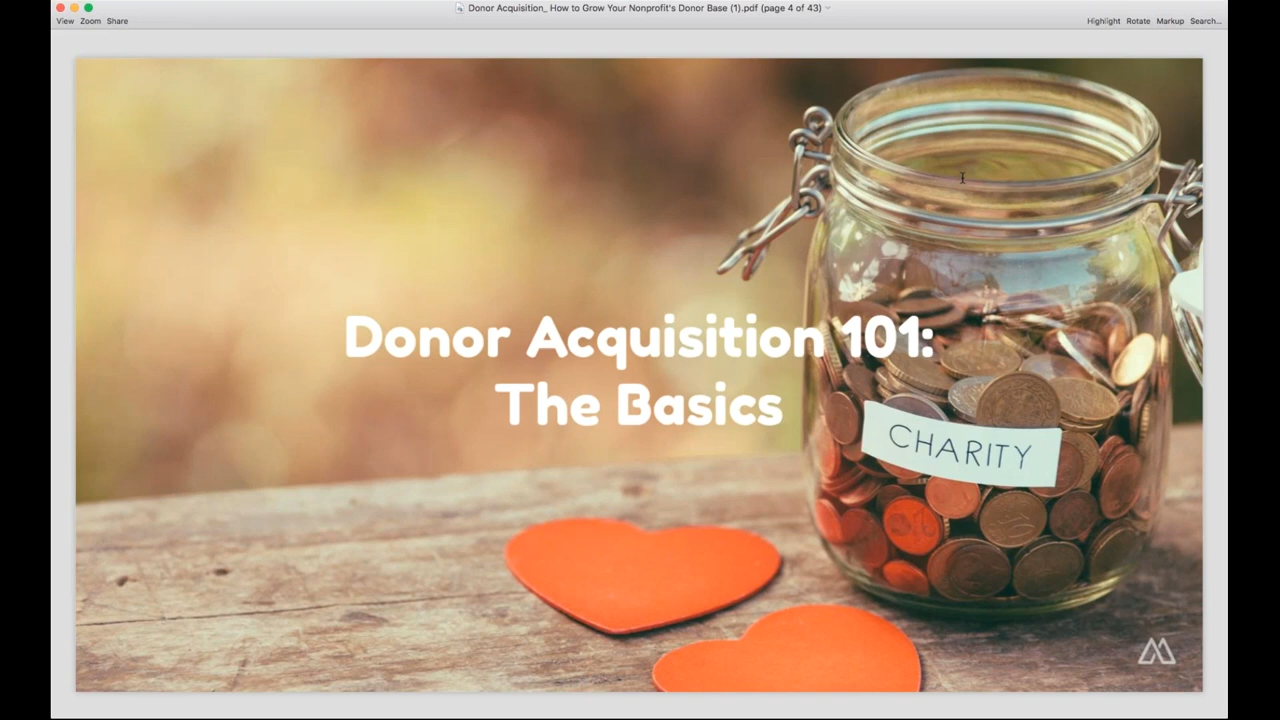 Donor Acquisition_ How to Grow Your Nonprofit's Donor Base (1).pdf (page 4 of 43)
View Zoom Share
Highlight Rotate Markup Search...
Donor Acquisition 101:
The Basics
CHARITY